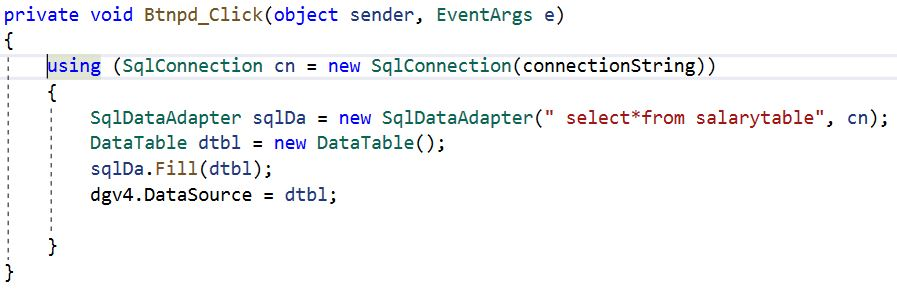 private void Btnpd_Click(object sender, EventArgs e)
{
using (SqlConnection cn = new SqlConnection(connectionString))
{
SqlDataAdapter sqlDa = new SqlDataAdapter(" select*from salarytable", cn);
DataTable dtbl = new DataTable();
sqlDa.Fill(dtbl);
dgv4.DataSource = dtbl;
}
}